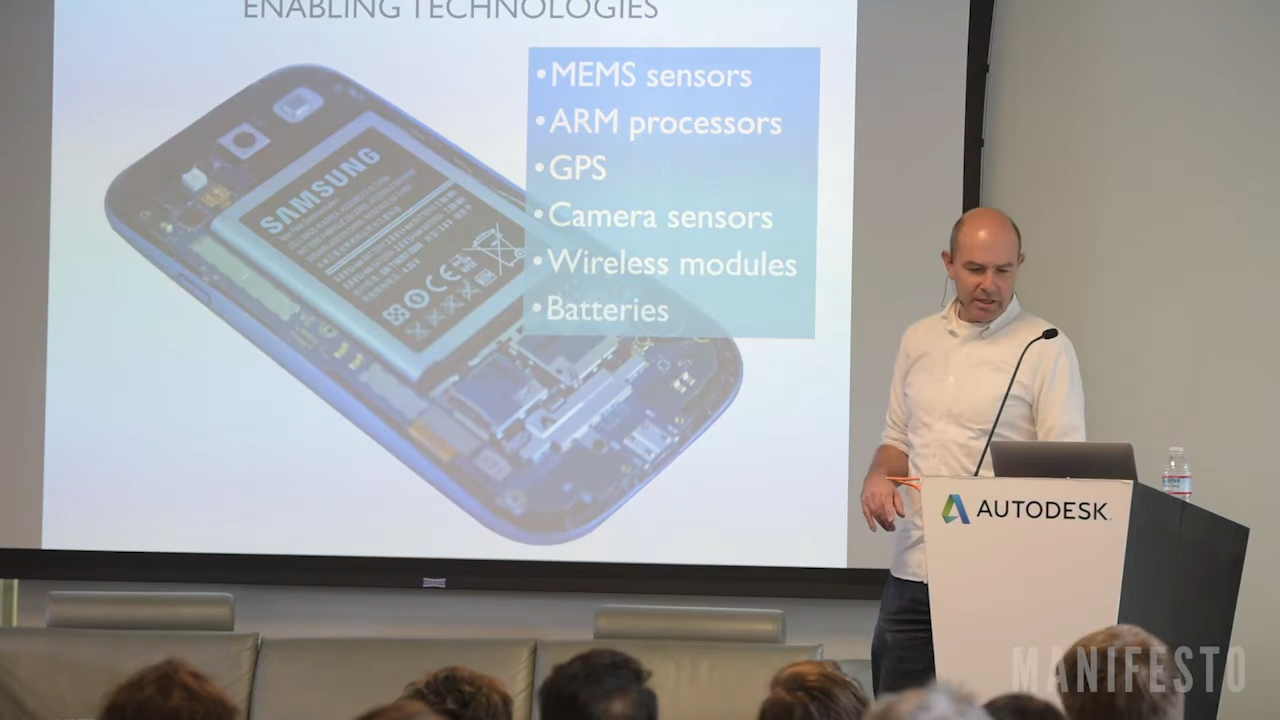 ENABLING TECHNOLOGIES
•MEMS sensors
•ARM processors
•GPS
•Camera sensors
•Wireless modules
•Batteries
SAMSUNG
AUTODESK
MANIFESTO